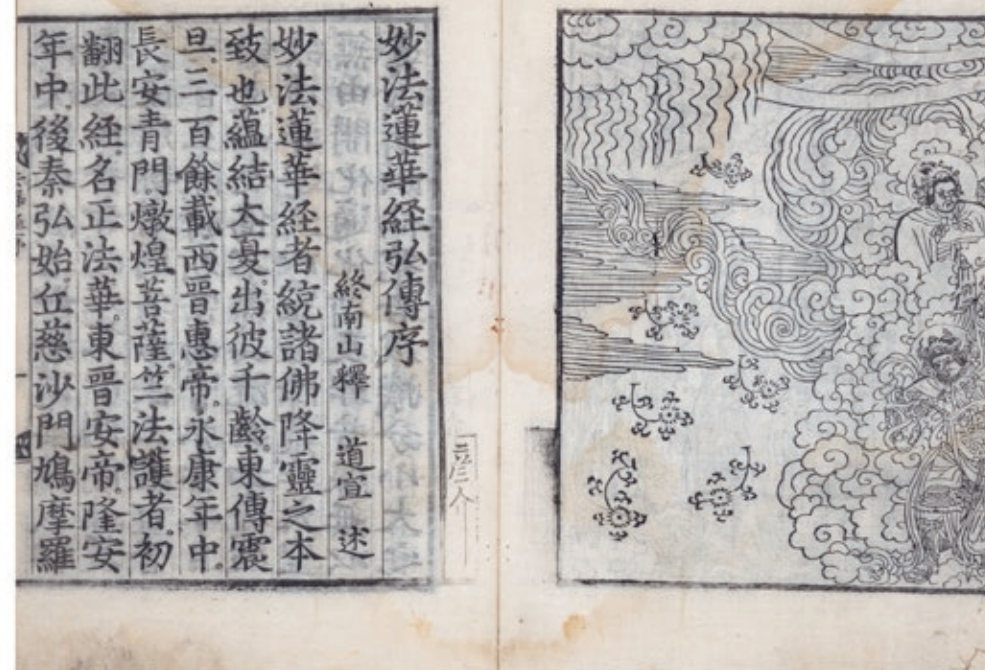 妙法蓮華経弘傳序
終南山釋 道宣 述
妙法蓮華経者統諸佛降靈之本
致也蘊結大夏出彼千齡東傳震
旦三百餘載西晉惠帝永康年中
長安青門燉煌菩薩竺法護者初
翻此経名正法華東晉安帝隆安
年中後秦弘始丘慈沙門鳩摩羅